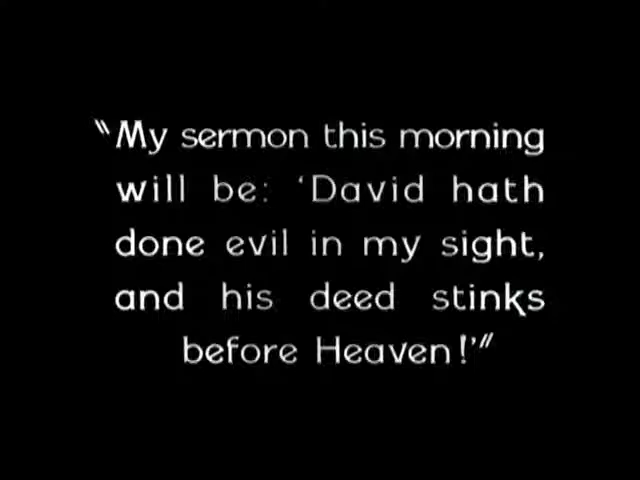 "My sermon this morning
will be: 'David hath
done evil in my sight,
and his deed stinks
before Heaven!'"